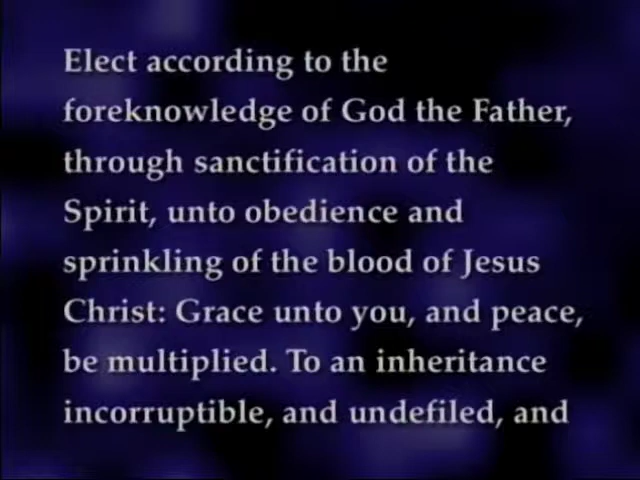 Elect according to the
foreknowledge of God the Father,
through sanctification of the
Spirit, unto obedience and
sprinkling of the blood of Jesus
Christ: Grace unto you, and peace,
be multiplied. To an inheritance
incorruptible, and undefiled, and